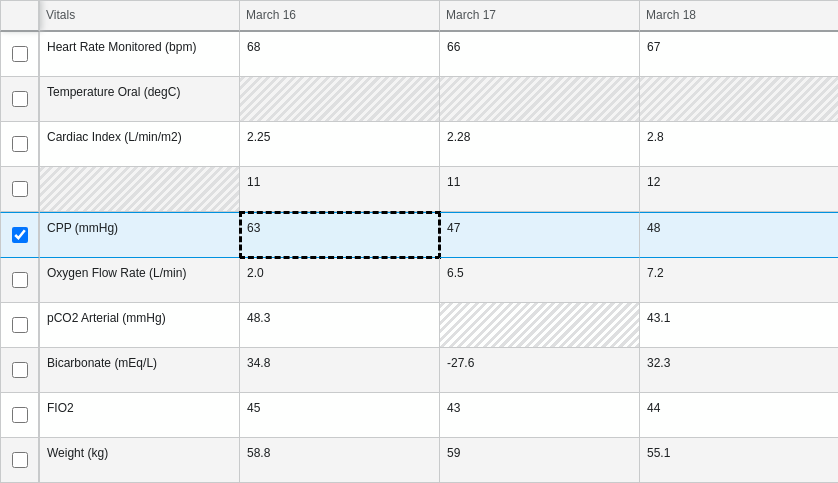 Vitals March 16 March 17 March 18
Heart Rate Monitored (bpm) 68 66 67
Temperature Oral (degC)
Cardiac Index (L/min/m2) 2.25 2.28 2.8
11 11 12
CPP (mmHg) 63 47 48
Oxygen Flow Rate (L/min) 2.0 6.5 7.2
pCO2 Arterial (mmHg) 48.3 43.1
Bicarbonate (mEq/L) 34.8 -27.6 32.3
FIO2 45 43 44
Weight (kg) 58.8 59 55.1